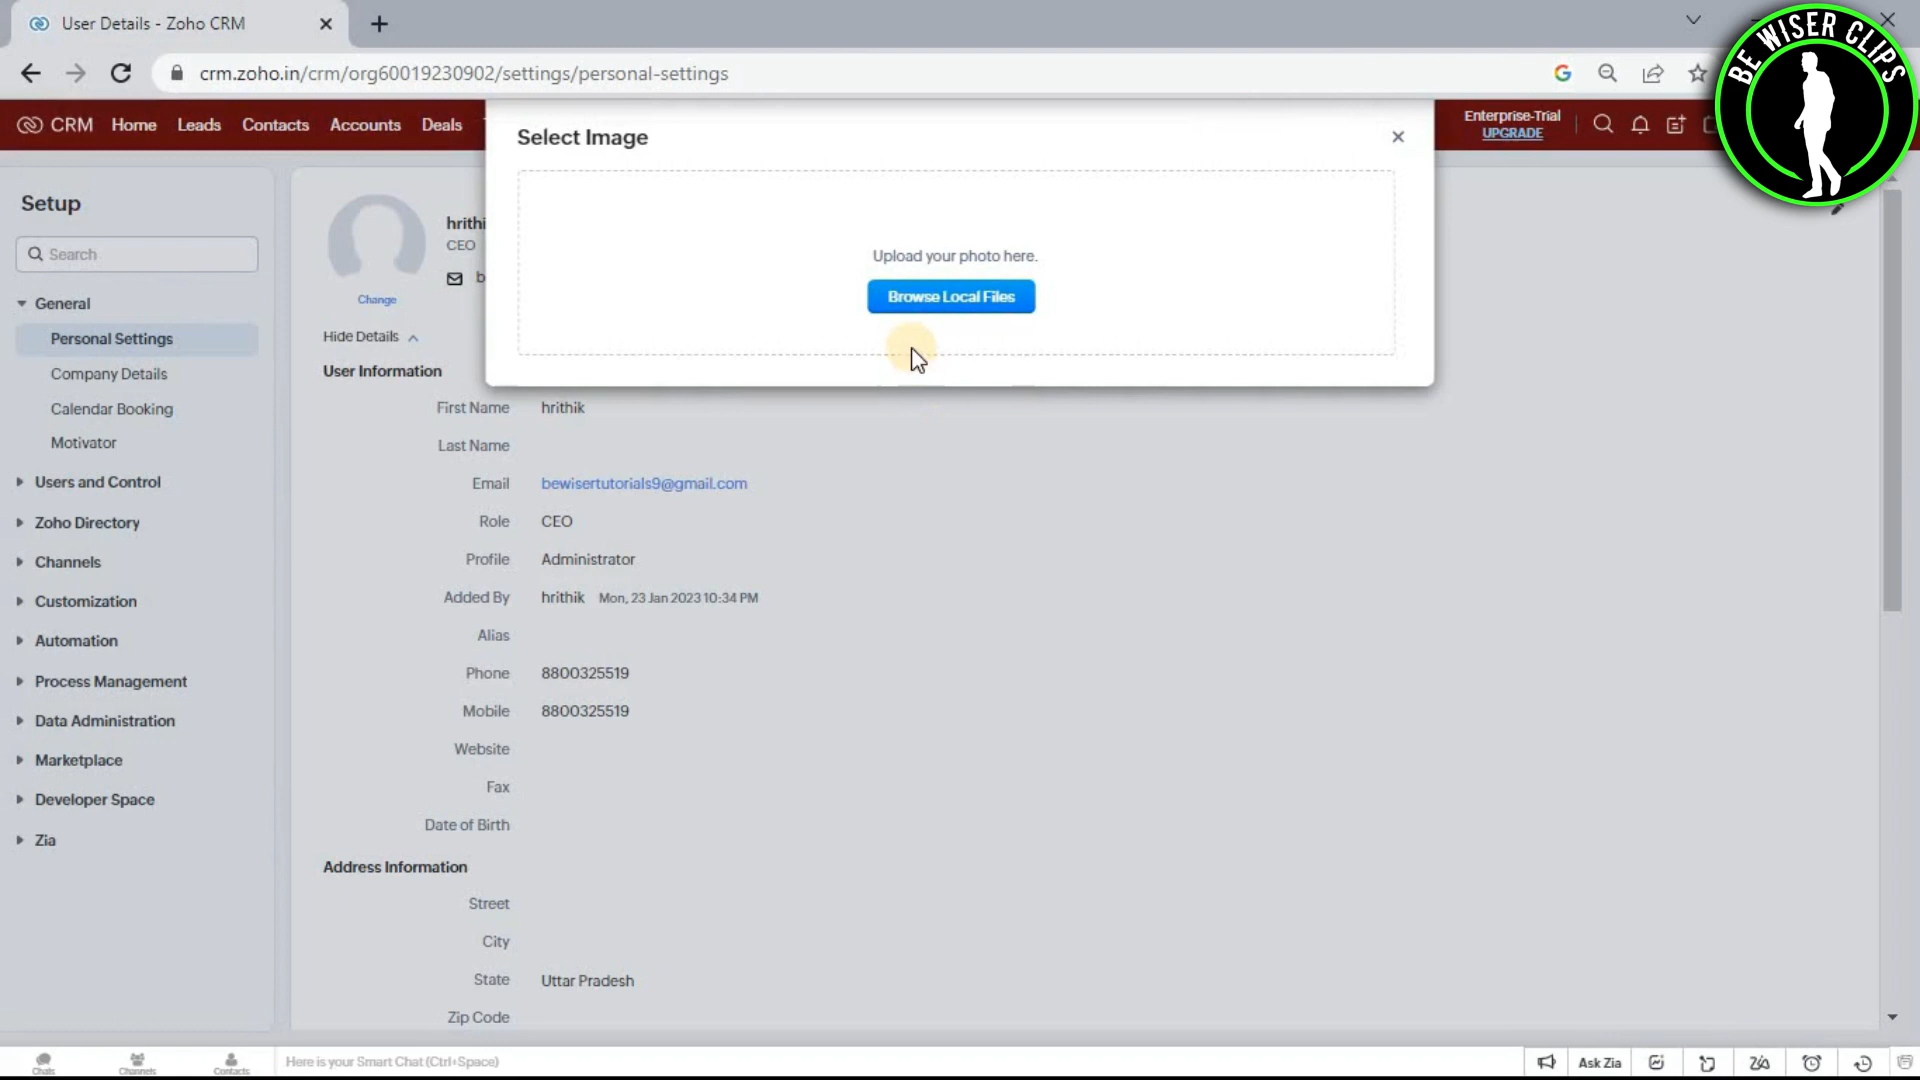 User Details - Zoho CRM
crm.zoho.in/crm/org60019230902/settings/personal-settings
BE WISER CLIPS
CRM Home Leads Contacts Accounts Deals
Enterprise-Trial
UPGRADE
Select Image
Upload your photo here.
Browse Local Files
Setup
Search
General
Personal Settings
Company Details
Calendar Booking
Motivator
Users and Control
Zoho Directory
Channels
Customization
Automation
Process Management
Data Administration
Marketplace
Developer Space
Zia
hrithi
CEO
b
Change
Hide Details
User Information
First Name hrithik
Last Name
Email bewisertutorials9@gmail.com
Role CEO
Profile Administrator
Added By hrithik Mon, 23 Jan 2023 10:34 PM
Alias
Phone 8800325519
Mobile 8800325519
Website
Fax
Date of Birth
Address Information
Street
City
State Uttar Pradesh
Zip Code
Chats Channels Contacts Here is your Smart Chat (Ctrl+Space)
Ask Zia